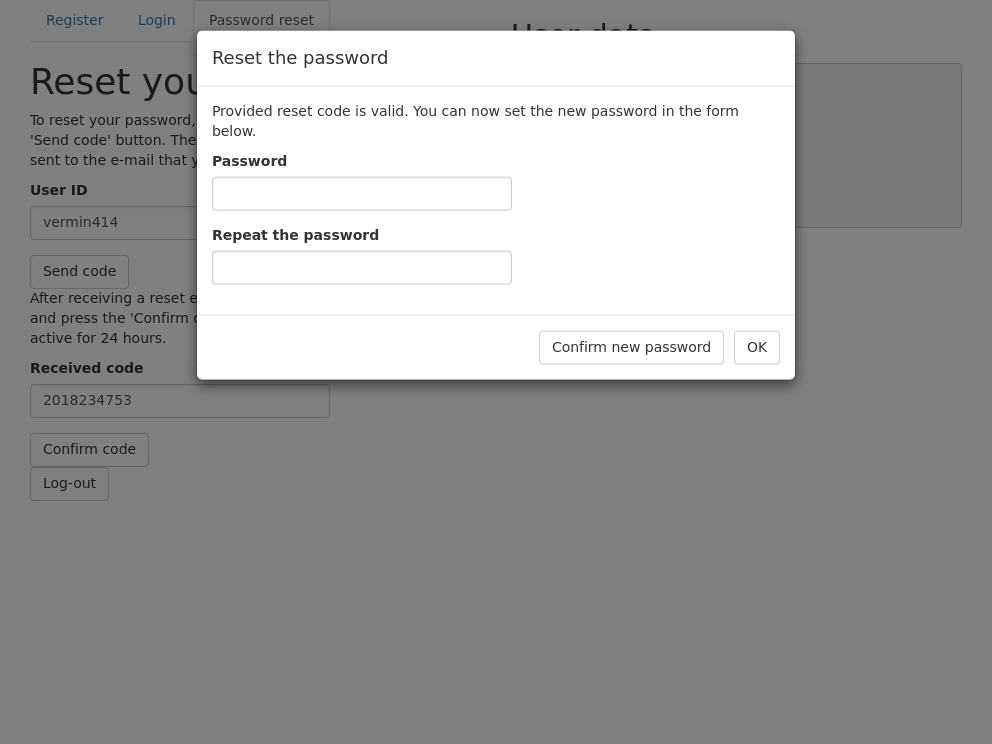 Register Login Password reset
Reset the password
Provided reset code is valid. You can now set the new password in the form
below.
Password
Repeat the password
Confirm new password OK
User data
Reset you
To reset your password,
'Send code' button. The
sent to the e-mail that
User ID
vermin414
Send code
After receiving a reset
and press the 'Confirm
active for 24 hours.
Received code
2018234753
Confirm code
Log-out